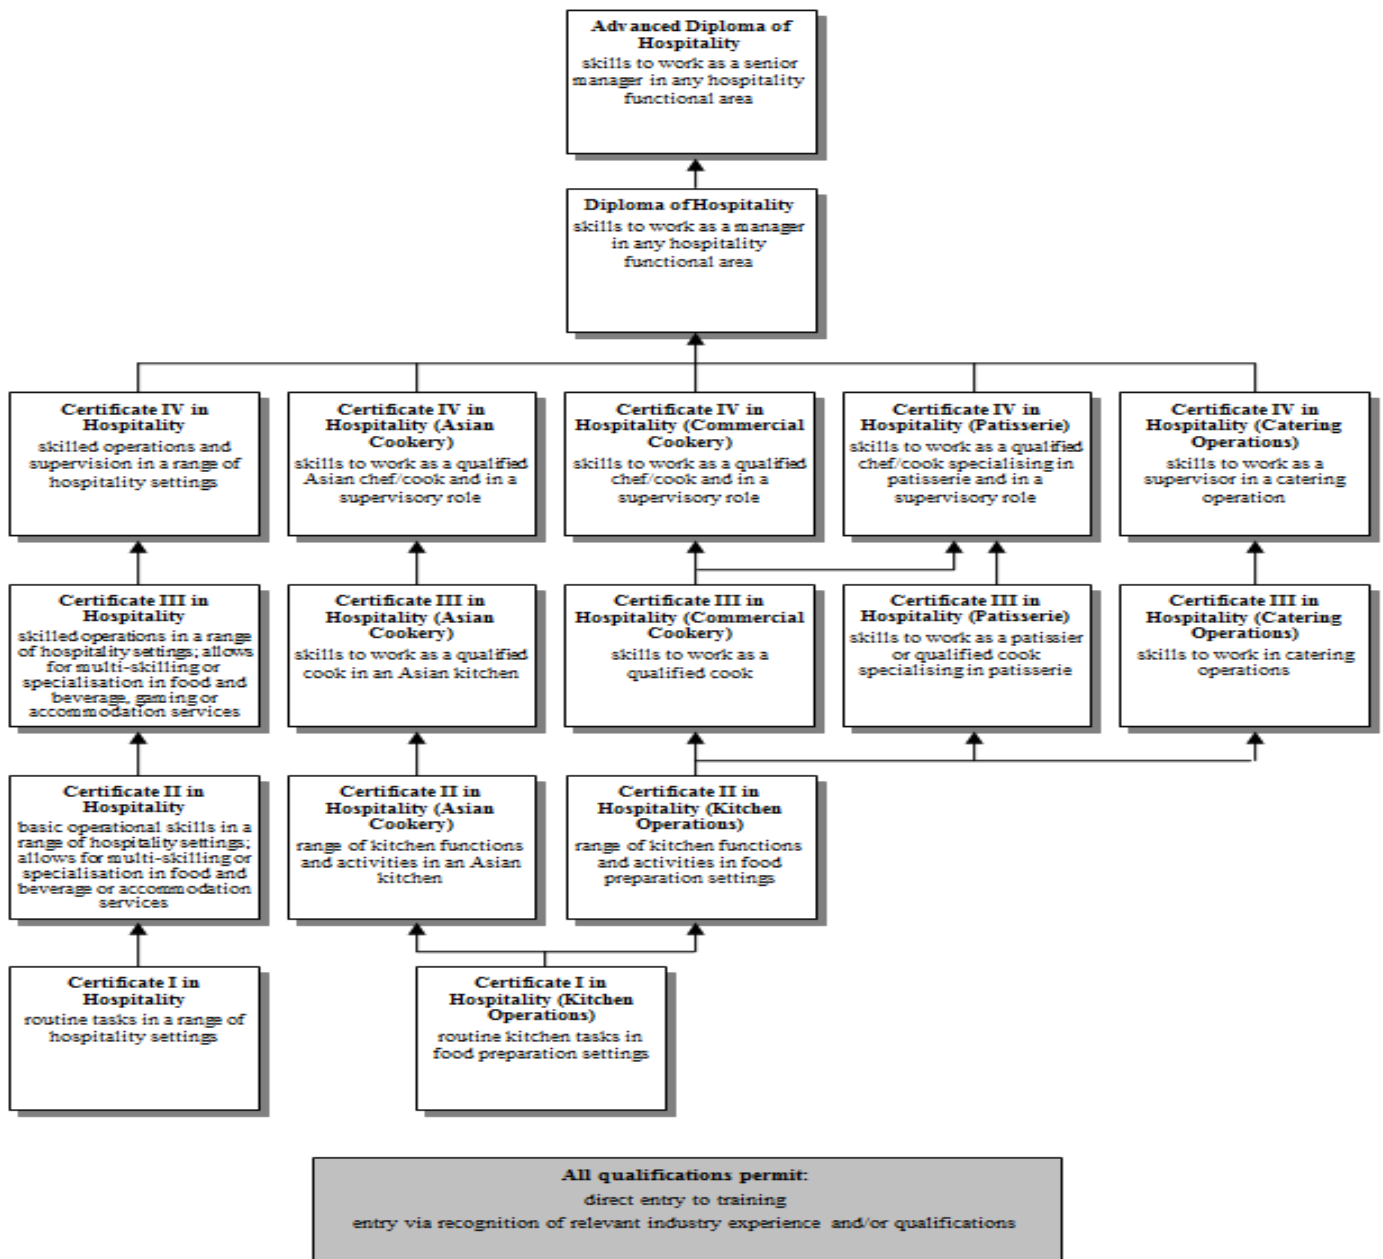 Advanced Diploma of
Hospitality
skills to work as a senior
manager in any hospitality
functional area
Diploma of Hospitality
skills to work as a manager
in any hospitality
functional area
Certificate IV in
Hospitality
skilled operations and
supervision in a range of
hospitality settings
Certificate IV in
Hospitality (Asian
Cookery)
skills to work as a qualified
Asian chef/cook and in a
supervisory role
Certificate IV in
Hospitality (Commercial
Cookery)
skills to work as a qualified
chef/cook and in a
supervisory role
Certificate IV in
Hospitality (Patisserie)
skills to work as a qualified
chef/cook specialising in
patisserie and in a
supervisory role
Certificate IV in
Hospitality (Catering
Operations)
skills to work as a
supervisor in a catering
operation
Certificate III in
Hospitality
skilled operations in a range
of hospitality settings; allows
for multi-skilling or
specialisation in food and
beverage, gaming or
accommodation services
Certificate III in
Hospitality (Asian
Cookery)
skills to work as a qualified
cook in an Asian kitchen
Certificate III in
Hospitality (Commercial
Cookery)
skills to work as a
qualified cook
Certificate III in
Hospitality (Patisserie)
skills to work as a patissier
or qualified cook
specialising in patisserie
Certificate III in
Hospitality (Catering
Operations)
skills to work in catering
operations
Certificate II in
Hospitality
basic operational skills in a
range of hospitality settings;
allows for multi-skilling or
specialisation in food and
beverage or accommodation
services
Certificate II in
Hospitality (Asian
Cookery)
range of kitchen functions
and activities in an Asian
kitchen
Certificate II in
Hospitality (Kitchen
Operations)
range of kitchen functions
and activities in food
preparation settings
Certificate I in
Hospitality
routine tasks in a range of
hospitality settings
Certificate I in
Hospitality (Kitchen
Operations)
routine kitchen tasks in
food preparation settings
All qualifications permit:
direct entry to training
entry via recognition of relevant industry experience and/or qualifications